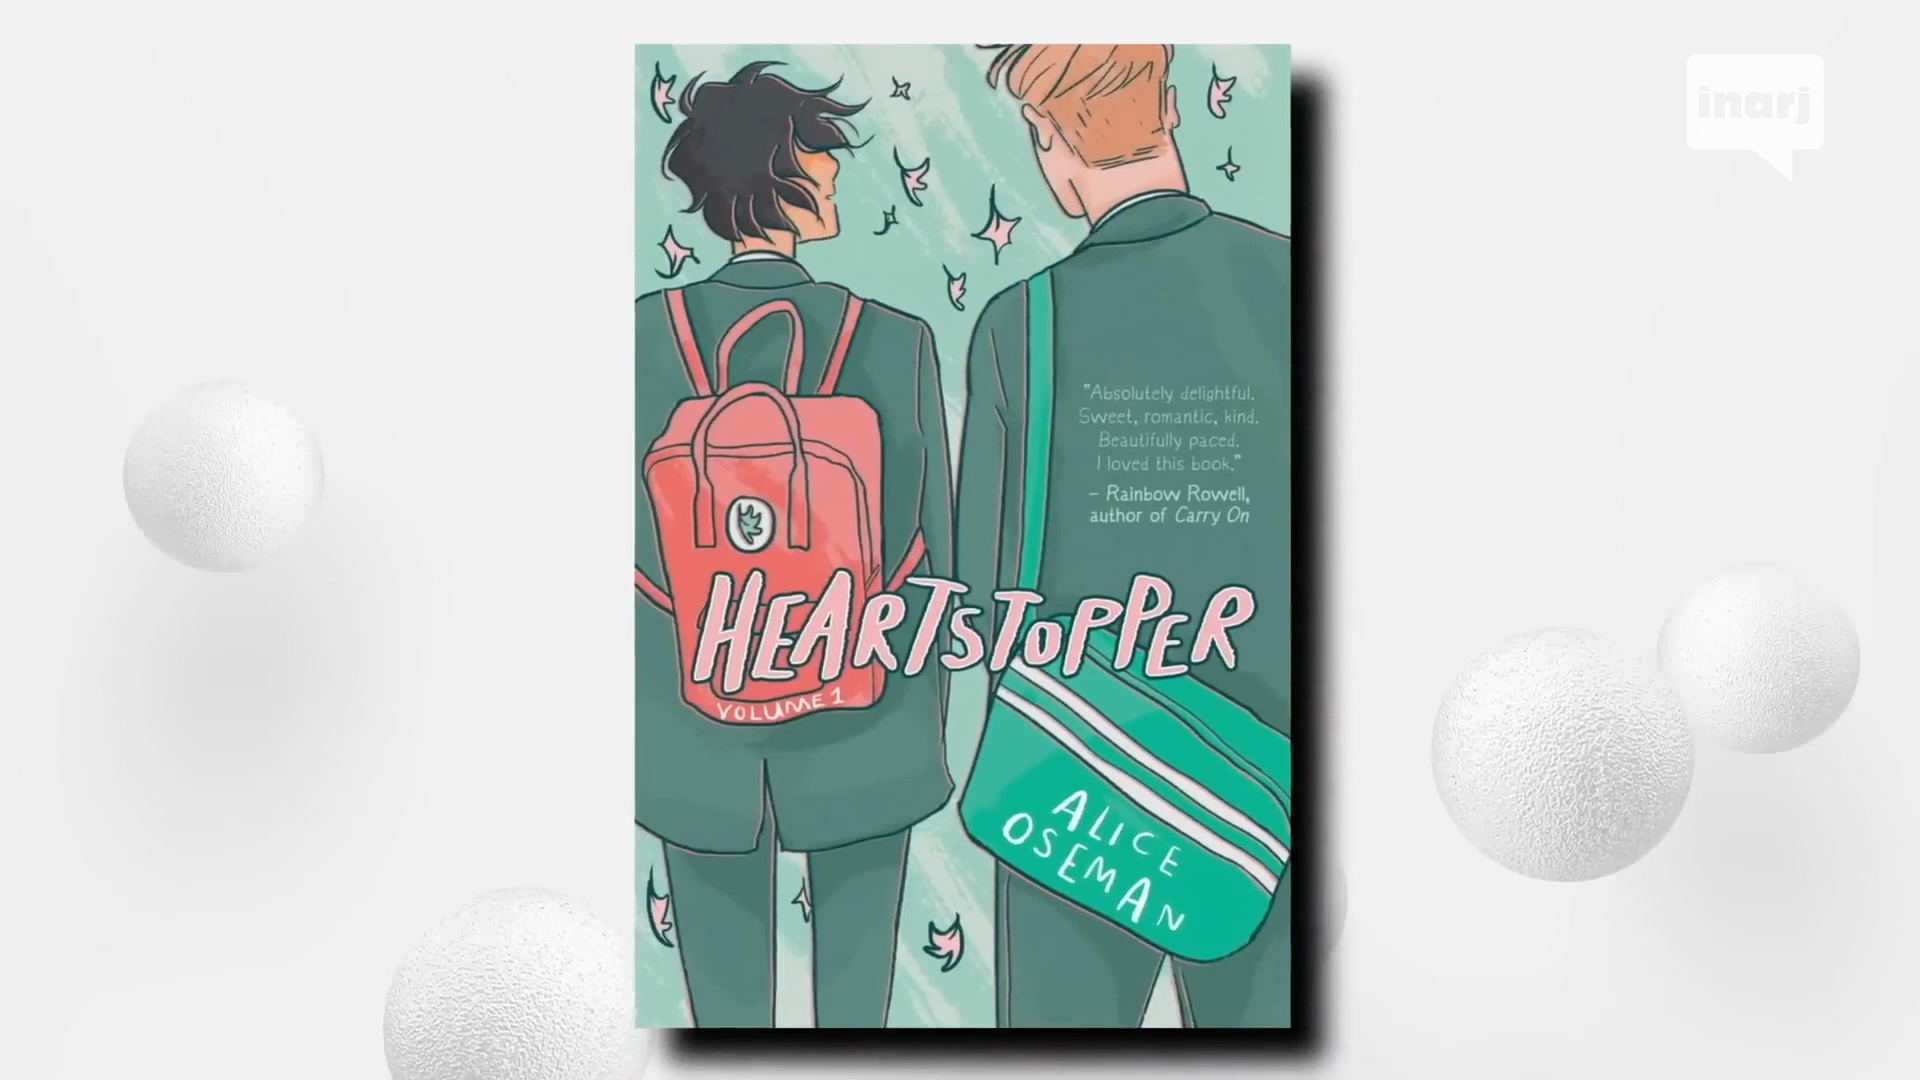 inarj
"Absolutely delightful.
Sweet, romantic, kind.
Beautifully paced.
I loved this book."
– Rainbow Rowell,
author of Carry On
HEARTSTOPPER
VOLUME 1
ALICE
OSEMAN